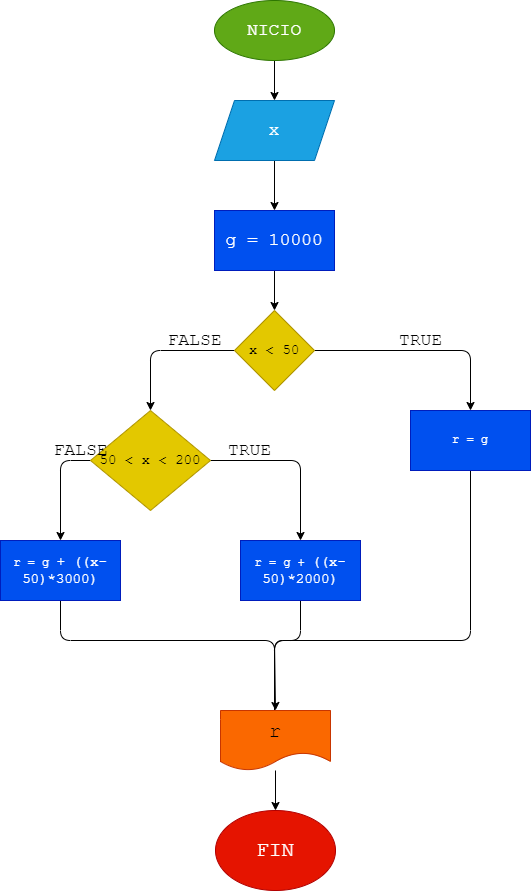 NICIO
x
g = 10000
x < 50
FALSE
TRUE
r = g
50 < x < 200
FALSE
TRUE
r = g + ((x-
50)*3000)
r = g + ((x-
50)*2000)
r
FIN